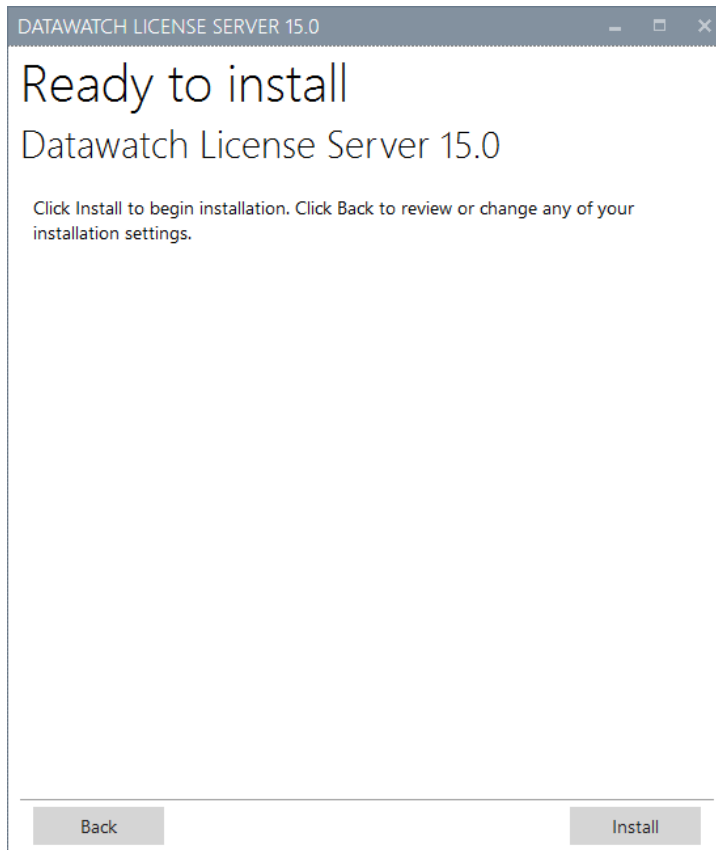 DATAWATCH LICENSE SERVER 15.0
Ready to install
Datawatch License Server 15.0
Click Install to begin installation. Click Back to review or change any of your
installation settings.
Back Install